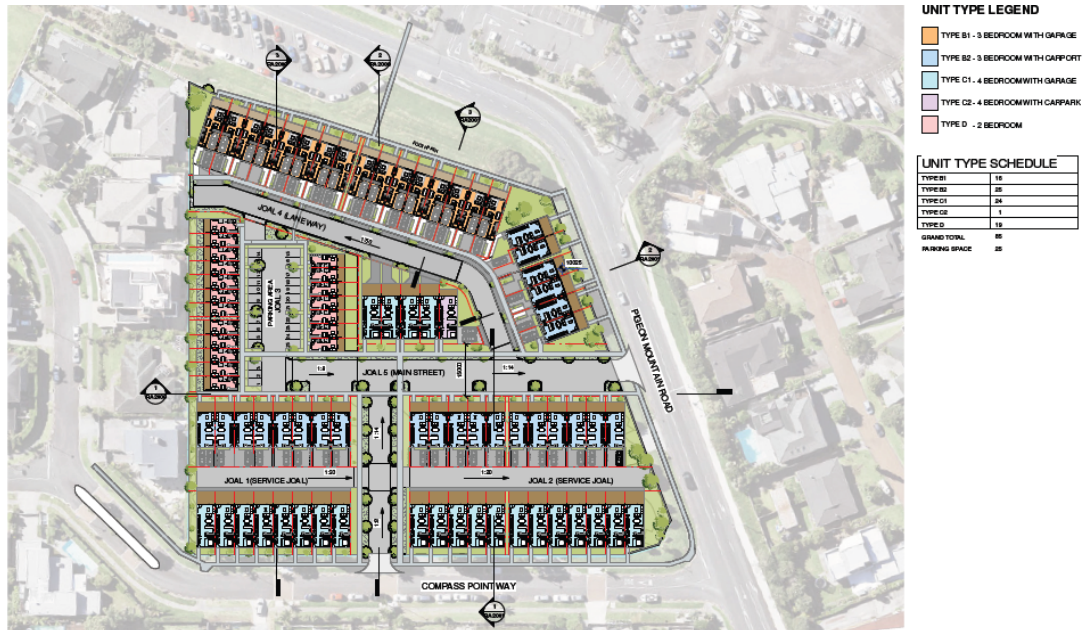 UNIT TYPE LEGEND
TYPE B1 - 3 BEDROOM WITH GARAGE
TYPE B2 - 3 BEDROOM WITH CARPORT
TYPE C1 - 4 BEDROOM WITH GARAGE
TYPE C2 - 4 BEDROOM WITH CARPARK
TYPE D - 2 BEDROOM
UNIT TYPE SCHEDULE
TYPE B1 16
TYPE B2 25
TYPE C1 24
TYPE C2 1
TYPE D 19
GRAND TOTAL 85
PARKING SPACE 25
JOAL 4 (LANEWAY)
PARKING AREA
JOAL 3
PIGEON MOUNTAIN ROAD
JOAL 5 (MAIN STREET)
1:14
1:14
1:20
1:20
JOAL 1(SERVICE JOAL)
JOAL 2 (SERVICE JOAL)
COMPASS POINT WAY